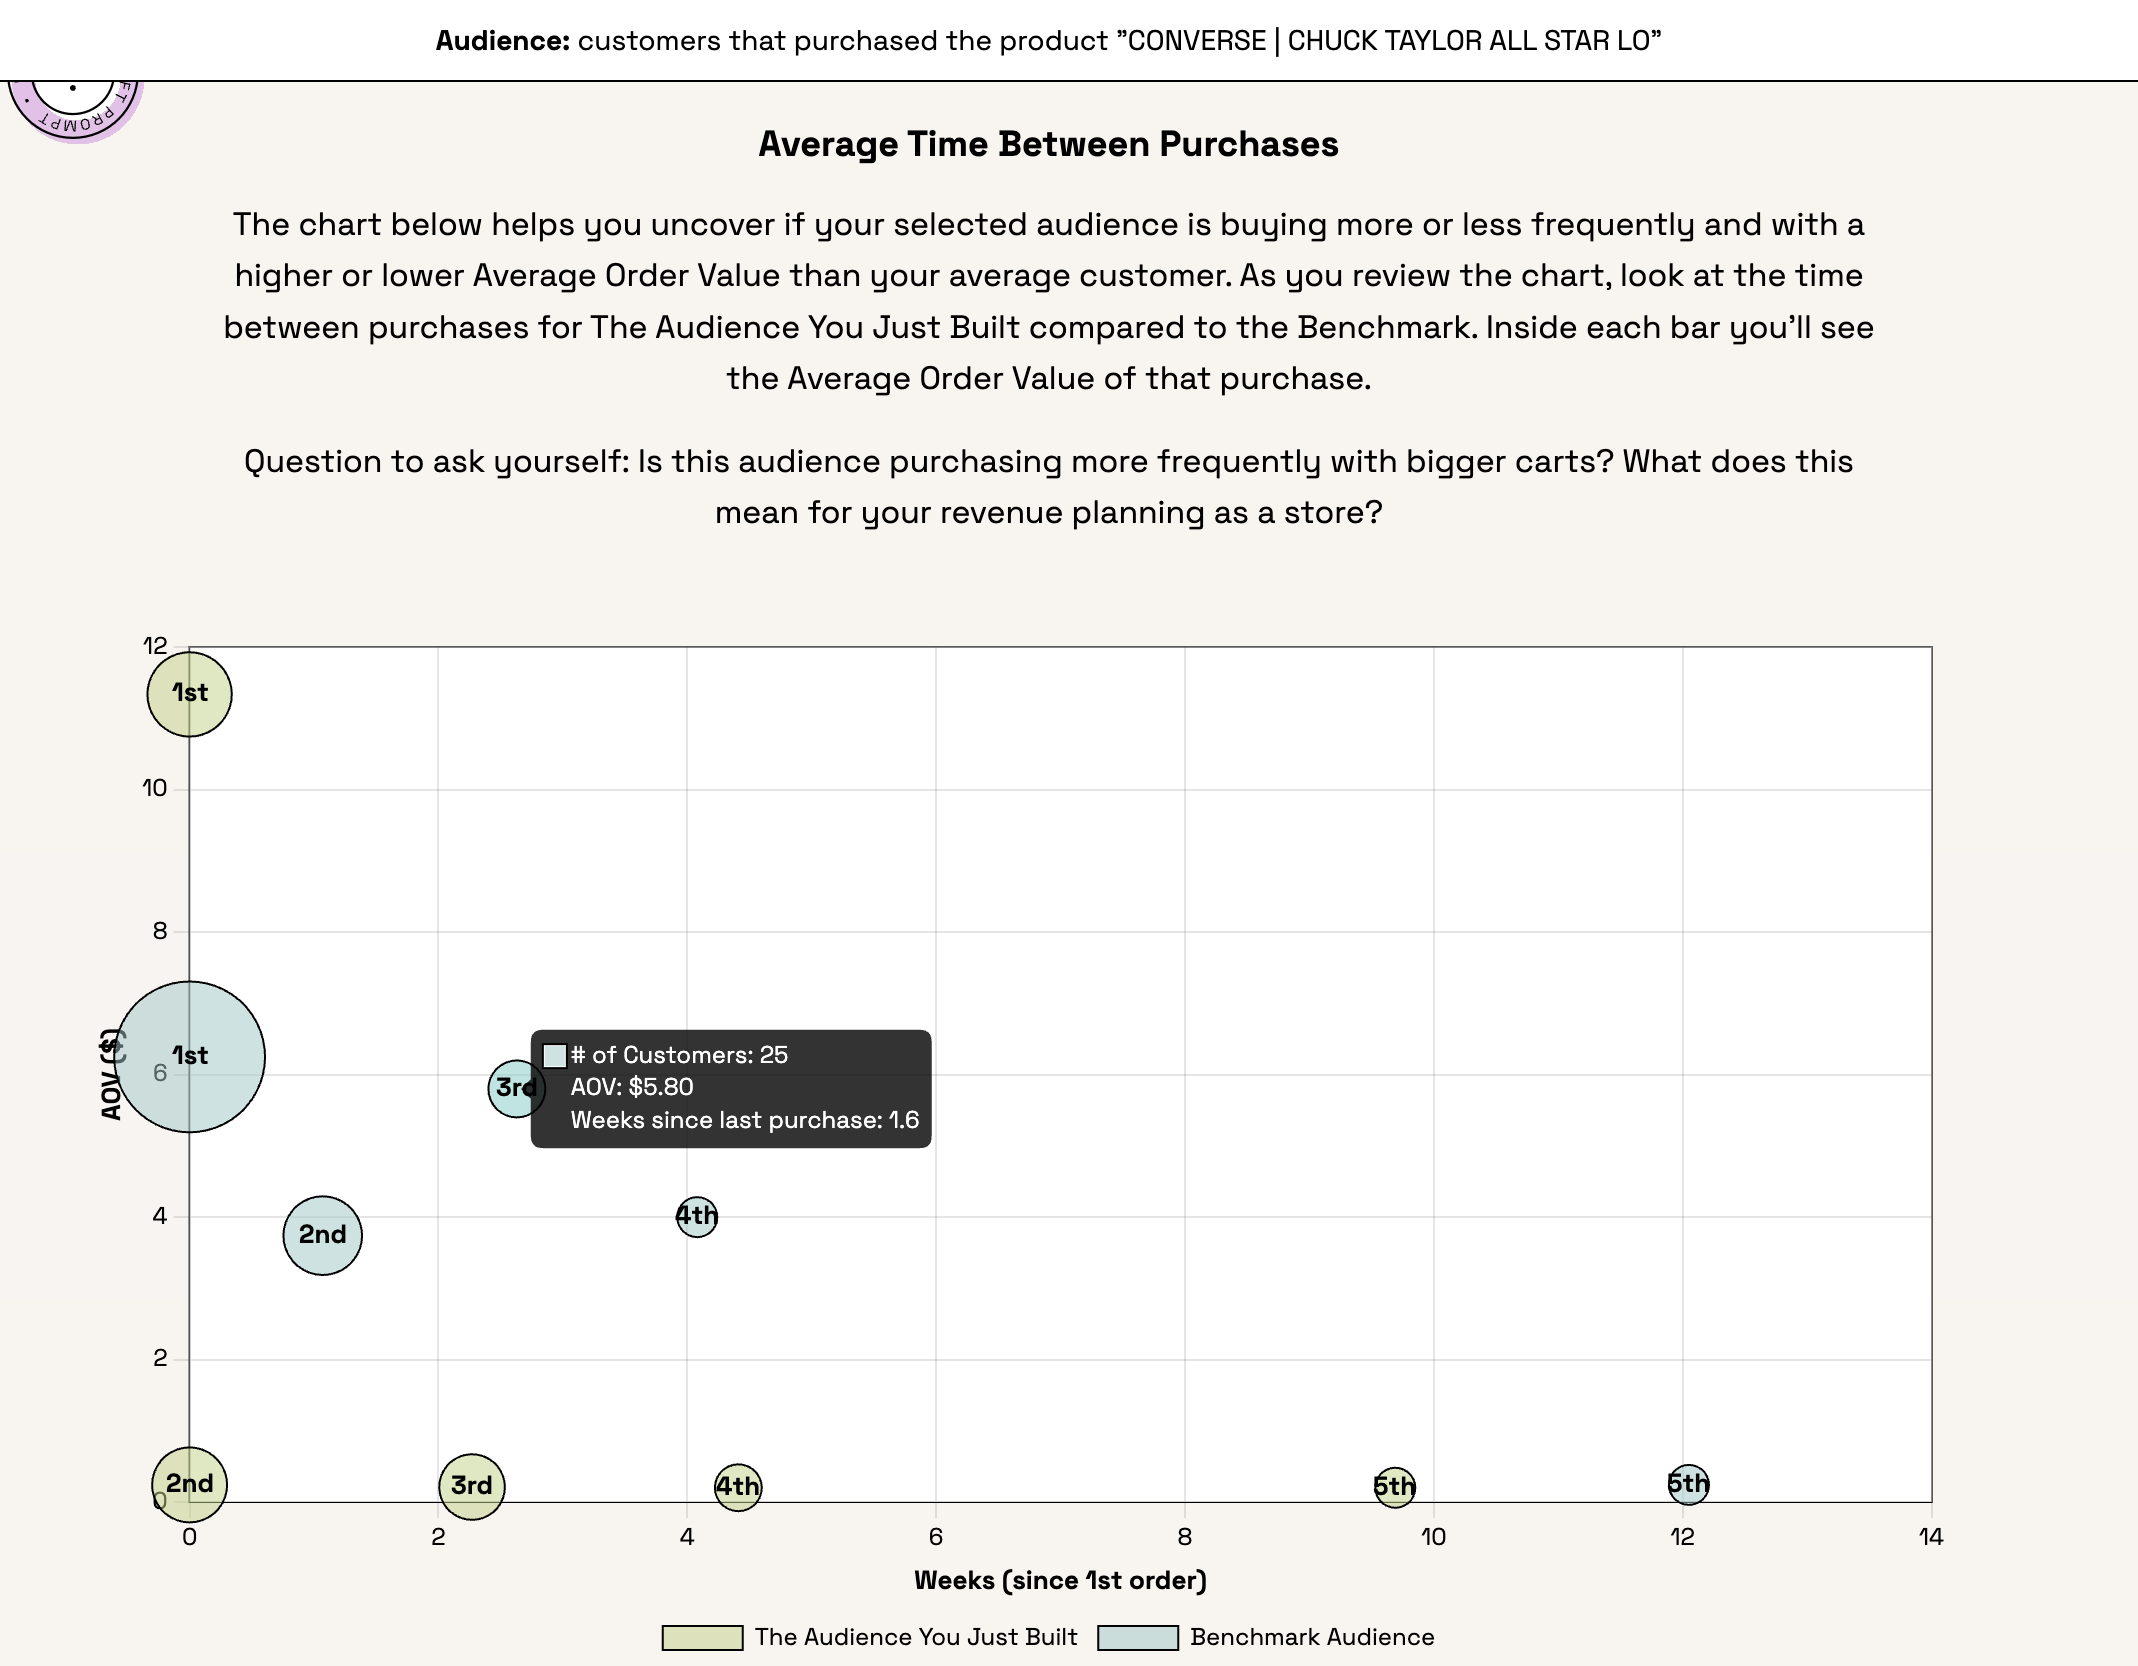 Audience: customers that purchased the product "CONVERSE | CHUCK TAYLOR ALL STAR LO"
PROMPT
Average Time Between Purchases
The chart below helps you uncover if your selected audience is buying more or less frequently and with a
higher or lower Average Order Value than your average customer. As you review the chart, look at the time
between purchases for The Audience You Just Built compared to the Benchmark. Inside each bar you'll see
the Average Order Value of that purchase.
Question to ask yourself: Is this audience purchasing more frequently with bigger carts? What does this
mean for your revenue planning as a store?
12
1st
10
8
AOV ($)
1st
6
3rd
# of Customers: 25
AOV: $5.80
Weeks since last purchase: 1.6
4
2nd
4th
2
0
2nd
3rd
4th
5th
5th
0 2 4 6 8 10 12 14
Weeks (since 1st order)
The Audience You Just Built Benchmark Audience